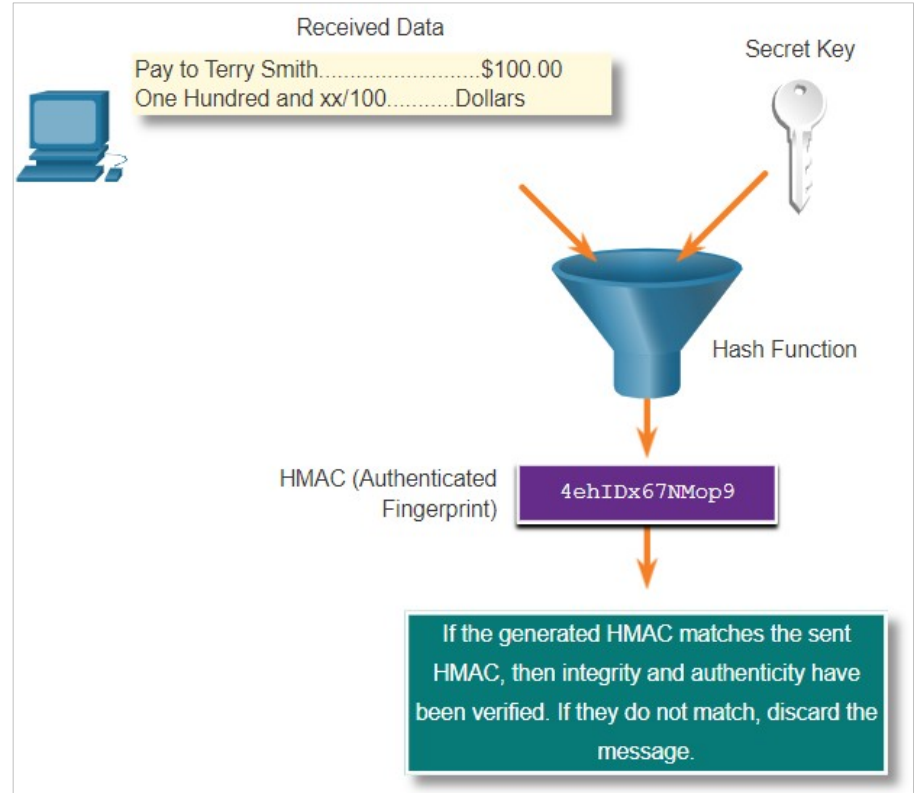 Received Data
Pay to Terry Smith..........................$100.00
One Hundred and xx/100...........Dollars
Secret Key
Hash Function
HMAC (Authenticated
Fingerprint)
4ehIDx67NMop9
If the generated HMAC matches the sent
HMAC, then integrity and authenticity have
been verified. If they do not match, discard the
message.